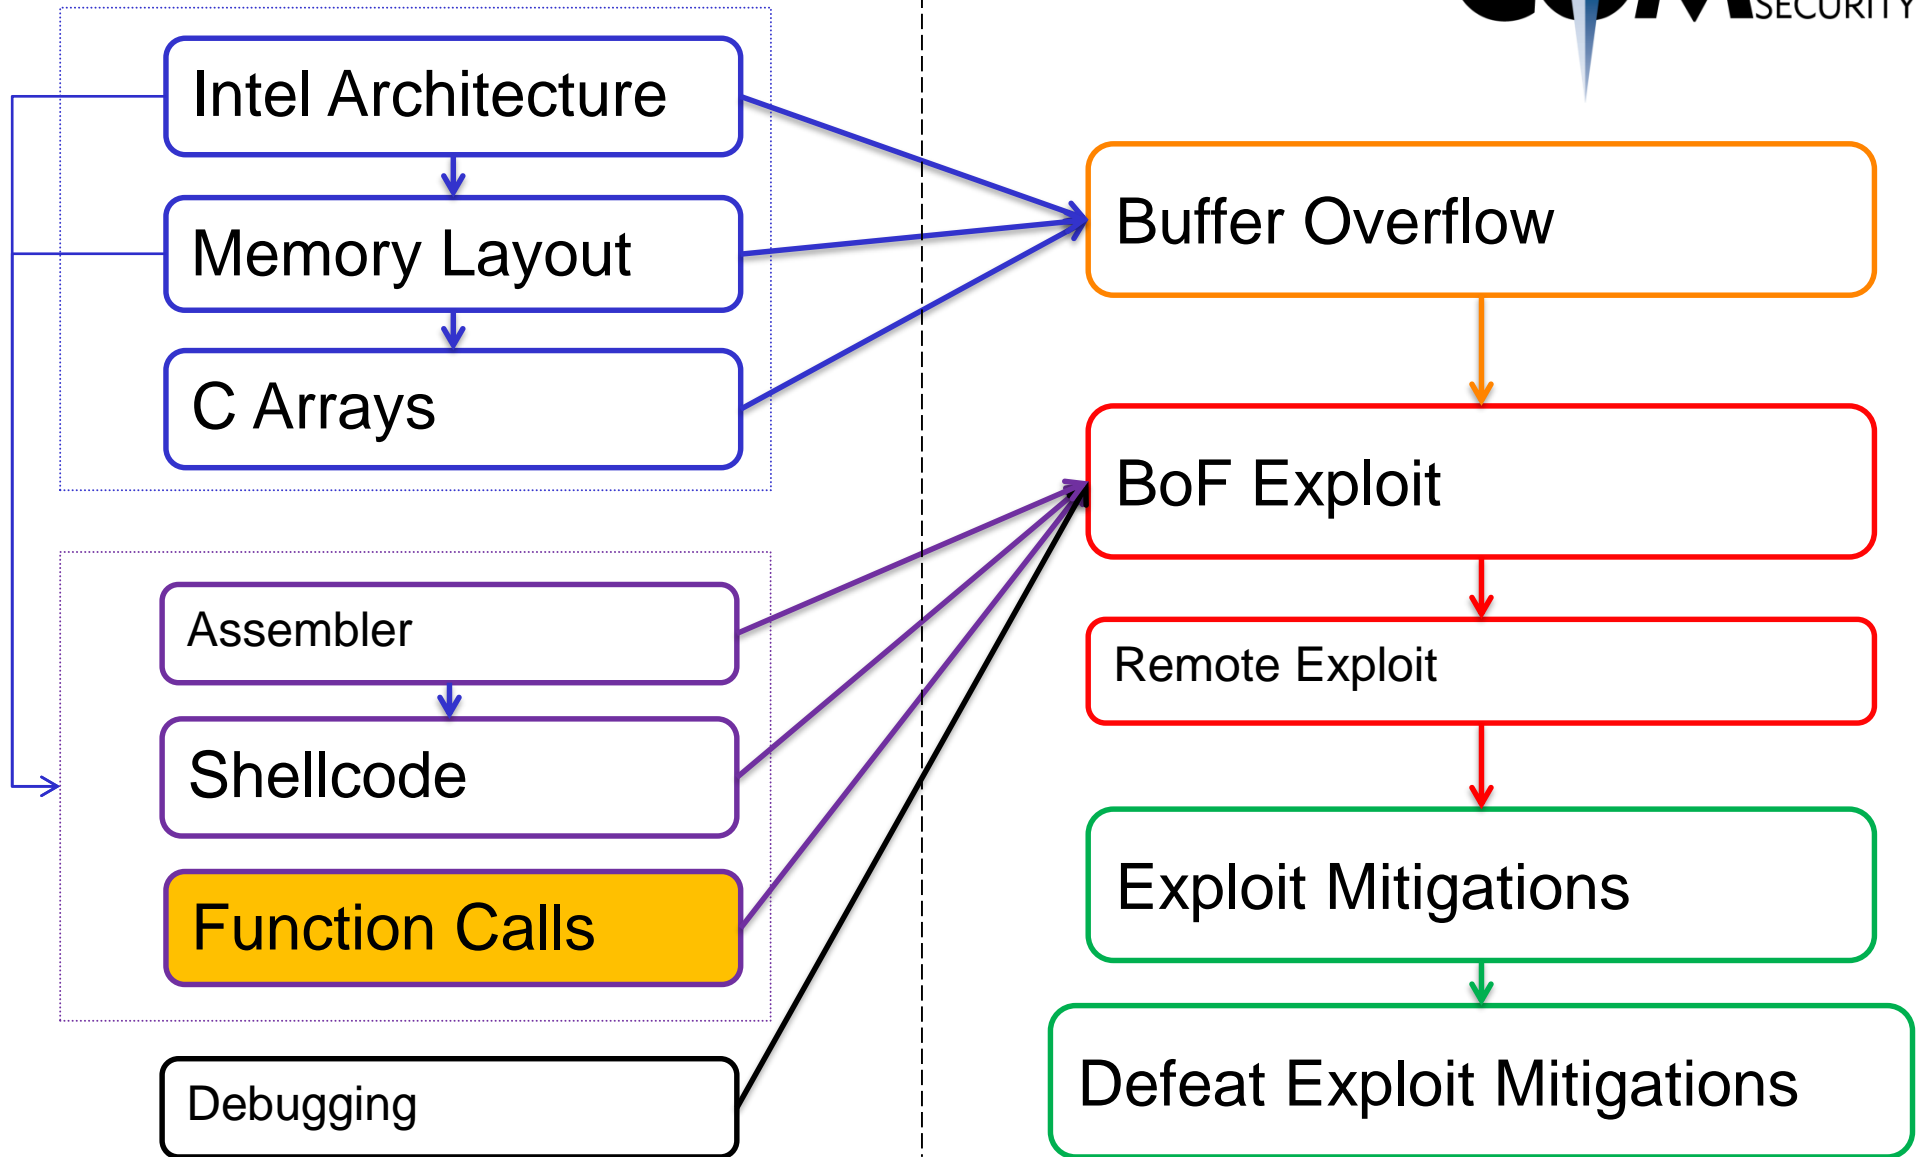 SECURITY
Intel Architecture
Memory Layout
C Arrays
Assembler
Shellcode
Function Calls
Debugging
Buffer Overflow
BoF Exploit
Remote Exploit
Exploit Mitigations
Defeat Exploit Mitigations